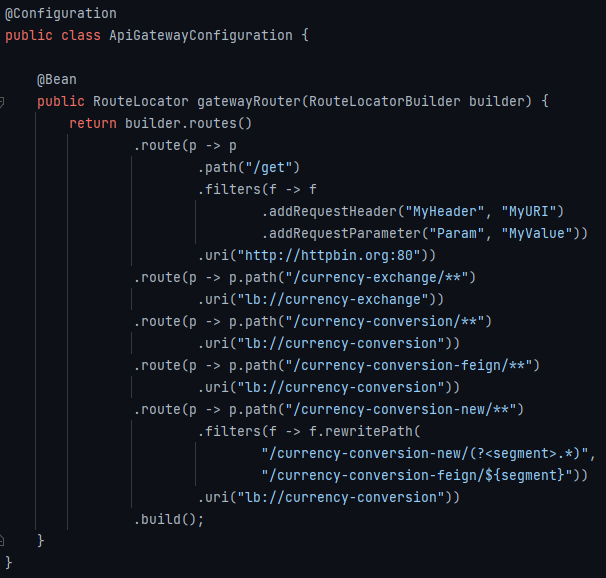 @Configuration
public class ApiGatewayConfiguration {
@Bean
public RouteLocator gatewayRouter(RouteLocatorBuilder builder) {
return builder.routes()
.route(p -> p
.path("/get")
.filters(f -> f
.addRequestHeader("MyHeader", "MyURI")
.addRequestParameter("Param", "MyValue"))
.uri("http://httpbin.org:80"))
.route(p -> p.path("/currency-exchange/**")
.uri("lb://currency-exchange"))
.route(p -> p.path("/currency-conversion/**")
.uri("lb://currency-conversion"))
.route(p -> p.path("/currency-conversion-feign/**")
.uri("lb://currency-conversion"))
.route(p -> p.path("/currency-conversion-new/**")
.filters(f -> f.rewritePath(
"/currency-conversion-new/(?<segment>.*)",
"/currency-conversion-feign/${segment}"))
.uri("lb://currency-conversion"))
.build();
}
}